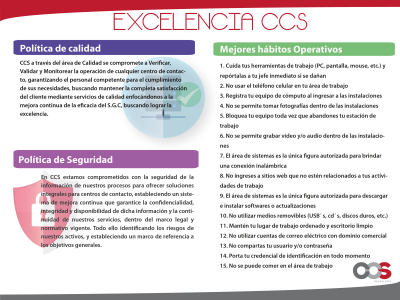 EXCELENCIA CCS
Política de calidad
CCS a través del área de Calidad se compromete a Verificar,
Validar y Monitorear la operación de cualquier centro de contac-
to, garantizando el personal competente para el cumplimiento
de sus necesidades, buscando mantener la completa satisfacción
del cliente mediante servicios de calidad enfocándonos a la
mejora continua de la eficacia del S.G.C, buscando lograr la
excelencia.
Política de Seguridad
En CCS estamos comprometidos con la seguridad de la
información de nuestros procesos para ofrecer soluciones
integrales para centros de contacto, estableciendo un siste-
ma de mejora continua que garantice la confidencialidad,
integridad y disponibilidad de dicha información y la conti-
nuidad de nuestros servicios, dentro del marco legal y
normativo vigente. Todo ello identificando los riesgos de
nuestros activos, y estableciendo un marco de referencia a
los objetivos generales.
Mejores hábitos Operativos
1. Cuida tus herramientas de trabajo (PC, pantalla, mouse, etc.) y
repórtalas a tu jefe inmediato si se dañan
2. No usar el teléfono celular en tu área de trabajo
3. Registra tu equipo de cómputo al ingresar a las instalaciones
4. No se permite tomar fotografías dentro de las instalaciones
5. Bloquea tu equipo toda vez que abandones tu estación de
trabajo
6. No se permite grabar video y/o audio dentro de las instalacio-
nes
7. El área de sistemas es la única figura autorizada para brindar
una conexión inalámbrica
8. No ingreses a sitios web que no estén relacionados a tus activi-
dades de trabajo
9. El área de sistemas es la única figura autorizada para descargar
e instalar softwares o actualizaciones
10. No utilizar medios removibles (USB´s, cd´s, discos duros, etc.)
11. Mantén tu lugar de trabajo ordenado y escritorio limpio
12. No utilizar cuentas de correo eléctrico con dominio comercial
13. No compartas tu usuario y/o contraseña
14. Porta tu credencial de identificación en todo momento
15. No se puede comer en el área de trabajo
CCS